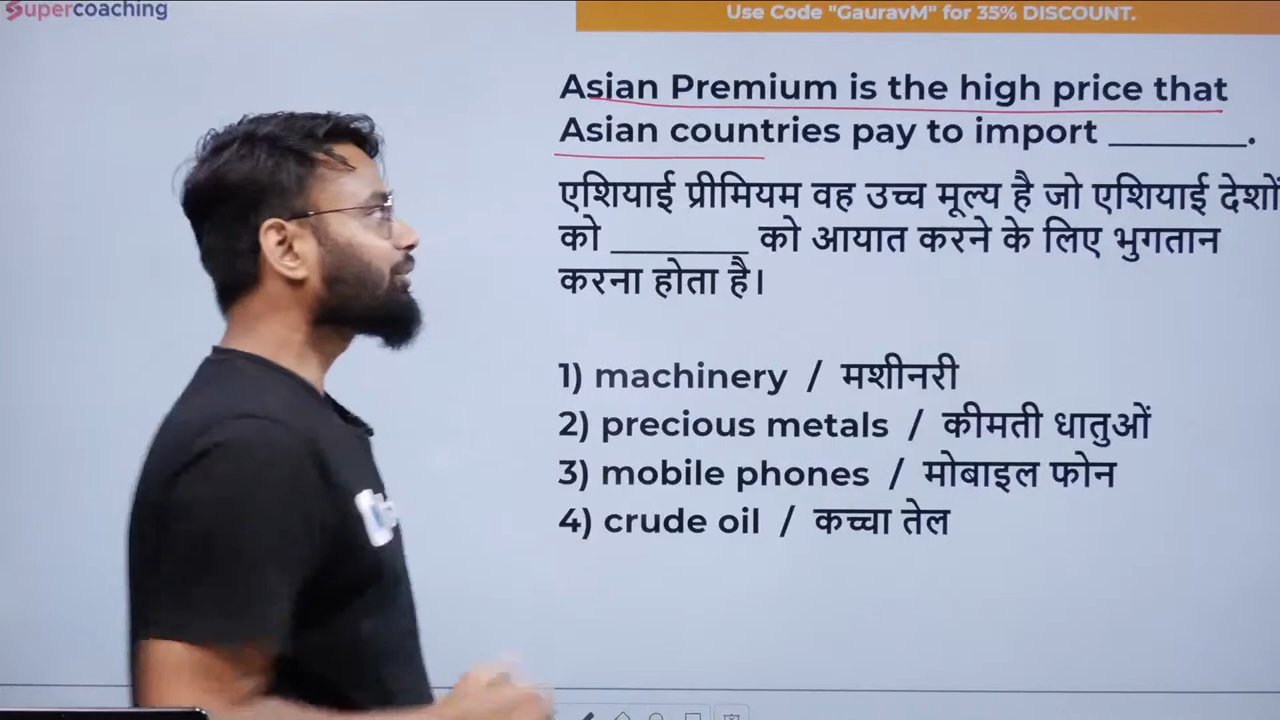 Supercoaching
Use Code "GauravM" for 35% DISCOUNT.
Asian Premium is the high price that
Asian countries pay to import ________.
एशियाई प्रीमियम वह उच्च मूल्य है जो एशियाई देशों
को ________ को आयात करने के लिए भुगतान
करना होता है।
1) machinery / मशीनरी
2) precious metals / कीमती धातुओं
3) mobile phones / मोबाइल फोन
4) crude oil / कच्चा तेल